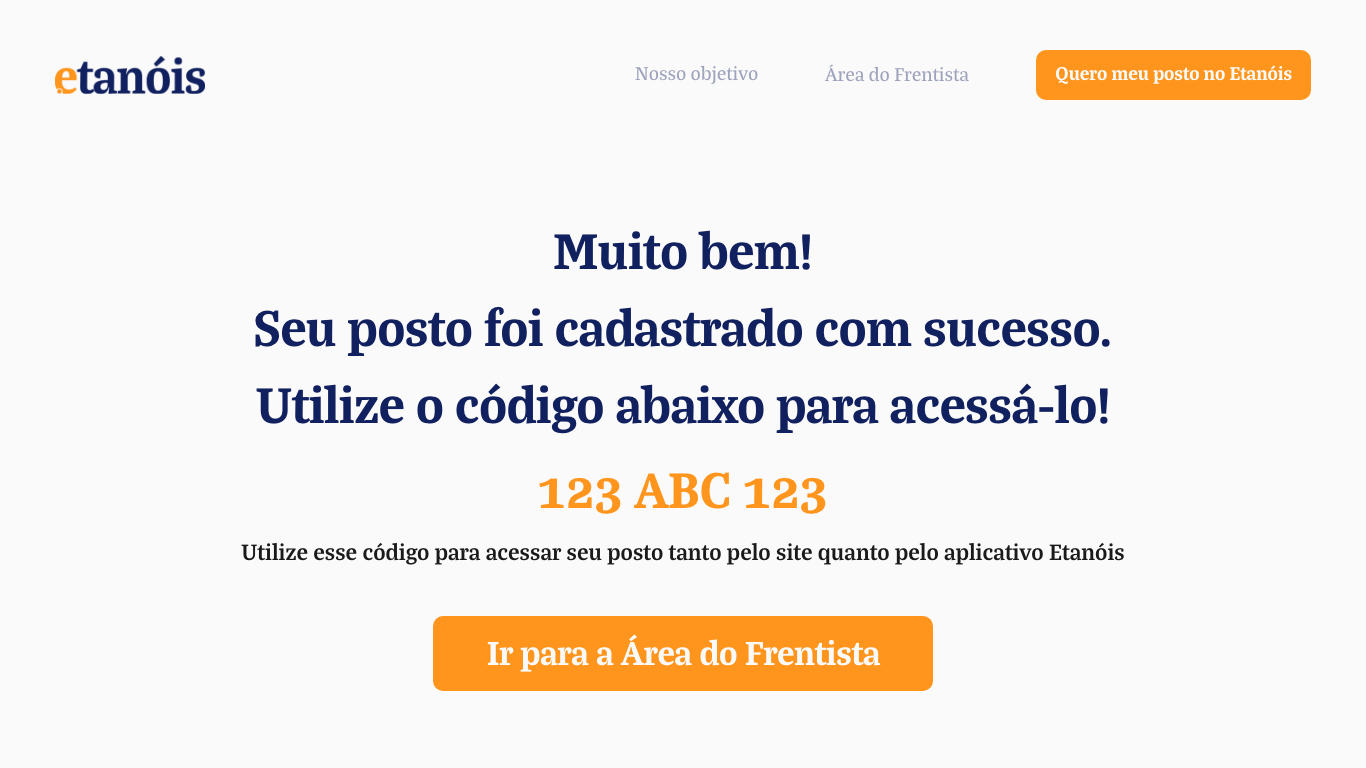 etanóis
Nosso objetivo
Área do Frentista
Quero meu posto no Etanóis
Muito bem!
Seu posto foi cadastrado com sucesso.
Utilize o código abaixo para acessá-lo!
123 ABC 123
Utilize esse código para acessar seu posto tanto pelo site quanto pelo aplicativo Etanóis
Ir para a Área do Frentista